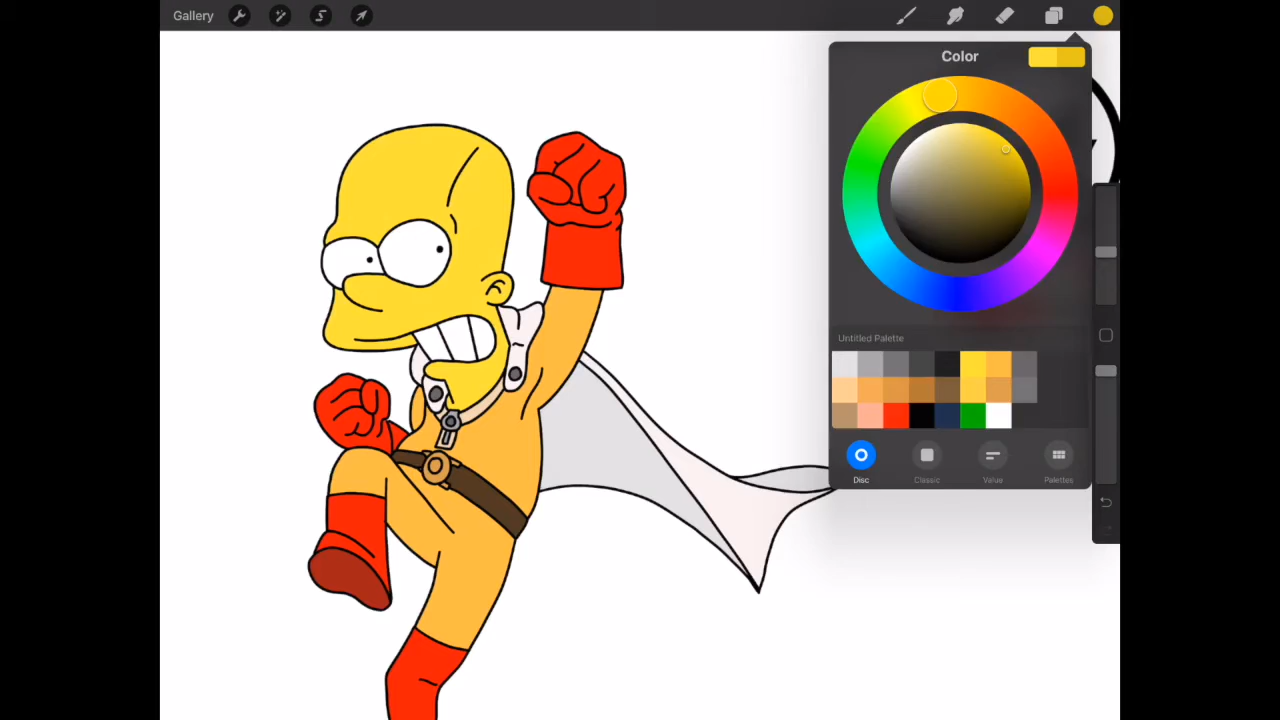 Gallery
Color
Untitled Palette
Disc
Classic
Value
Palettes